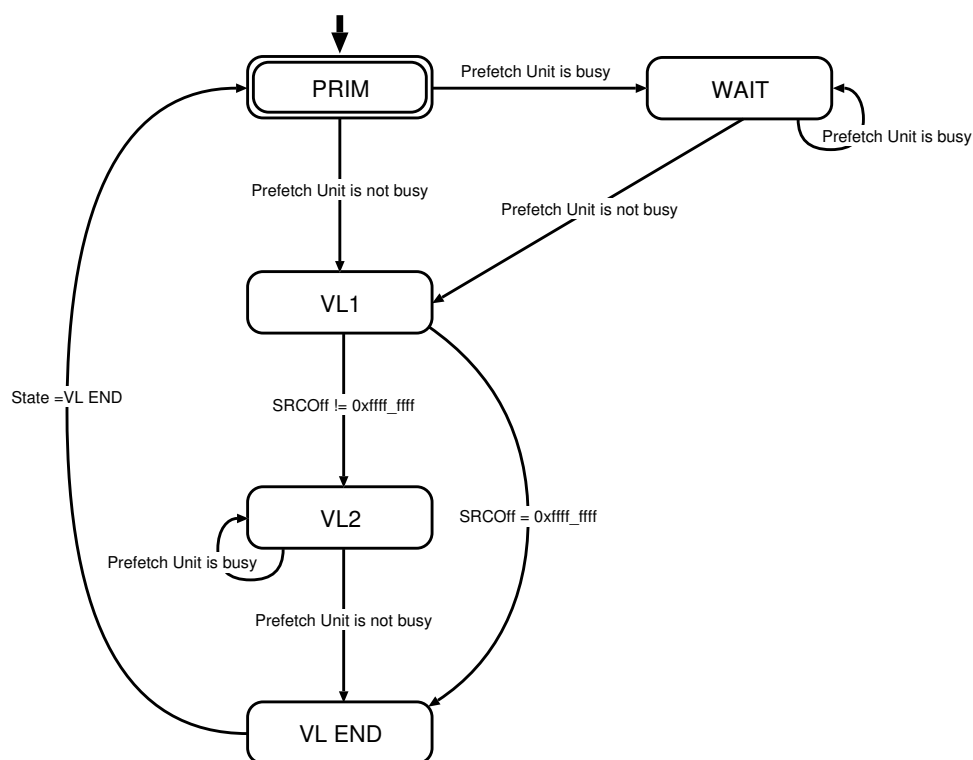 PRIM
Prefetch Unit is busy
WAIT
Prefetch Unit is busy
Prefetch Unit is not busy
Prefetch Unit is not busy
VL1
State =VL END
SRCOff != 0xffff_ffff
VL2
SRCOff = 0xffff_ffff
Prefetch Unit is busy
Prefetch Unit is not busy
VL END